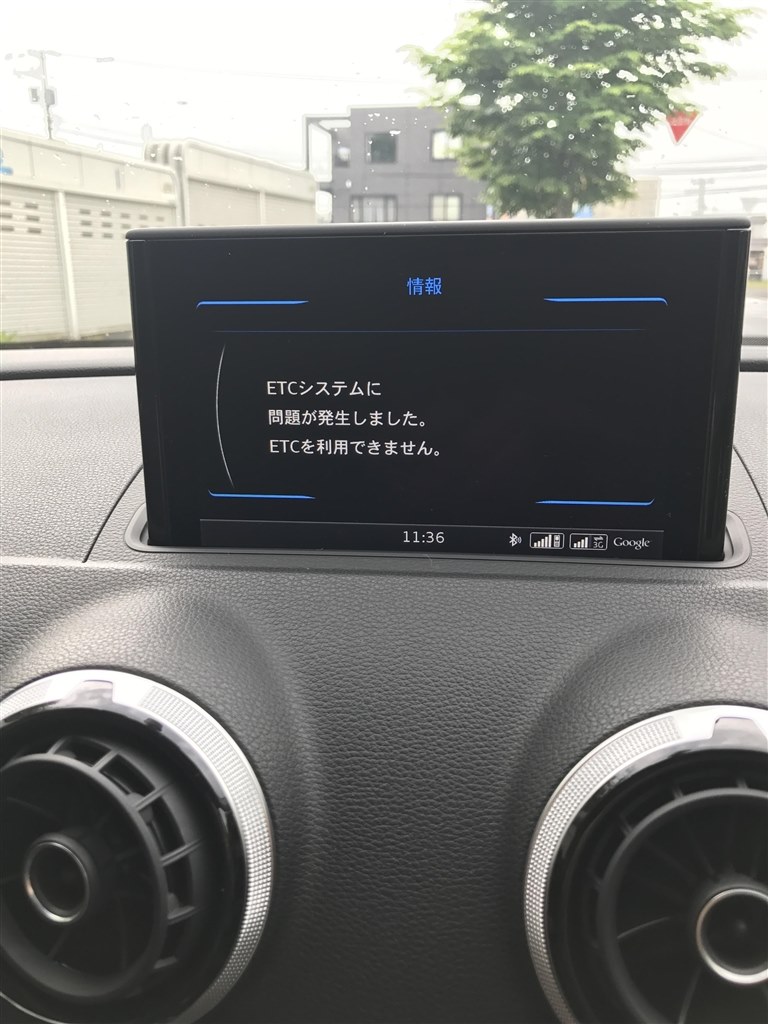 情報
ETCシステムに
問題が発生しました。
ETCを利用できません。
11:36
3G
Google